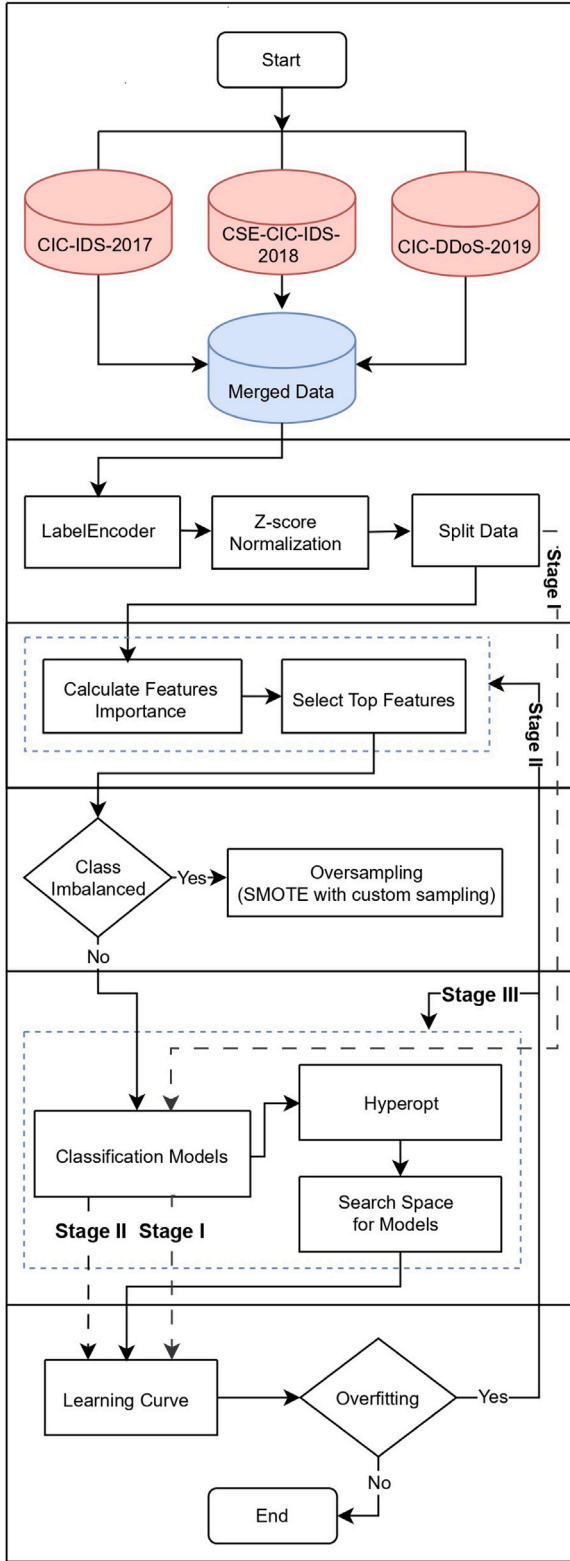 Start
CIC-IDS-2017
CSE-CIC-IDS-
2018
CIC-DDoS-2019
Merged Data
LabelEncoder
Z-score
Normalization
Split Data
Stage I
Calculate Features
Importance
Select Top Features
Stage II
Class
Imbalanced
Yes
Oversampling
(SMOTE with custom sampling)
No
Stage III
Hyperopt
Classification Models
Search Space
for Models
Stage II
Stage I
Learning Curve
Overfitting
Yes
No
End